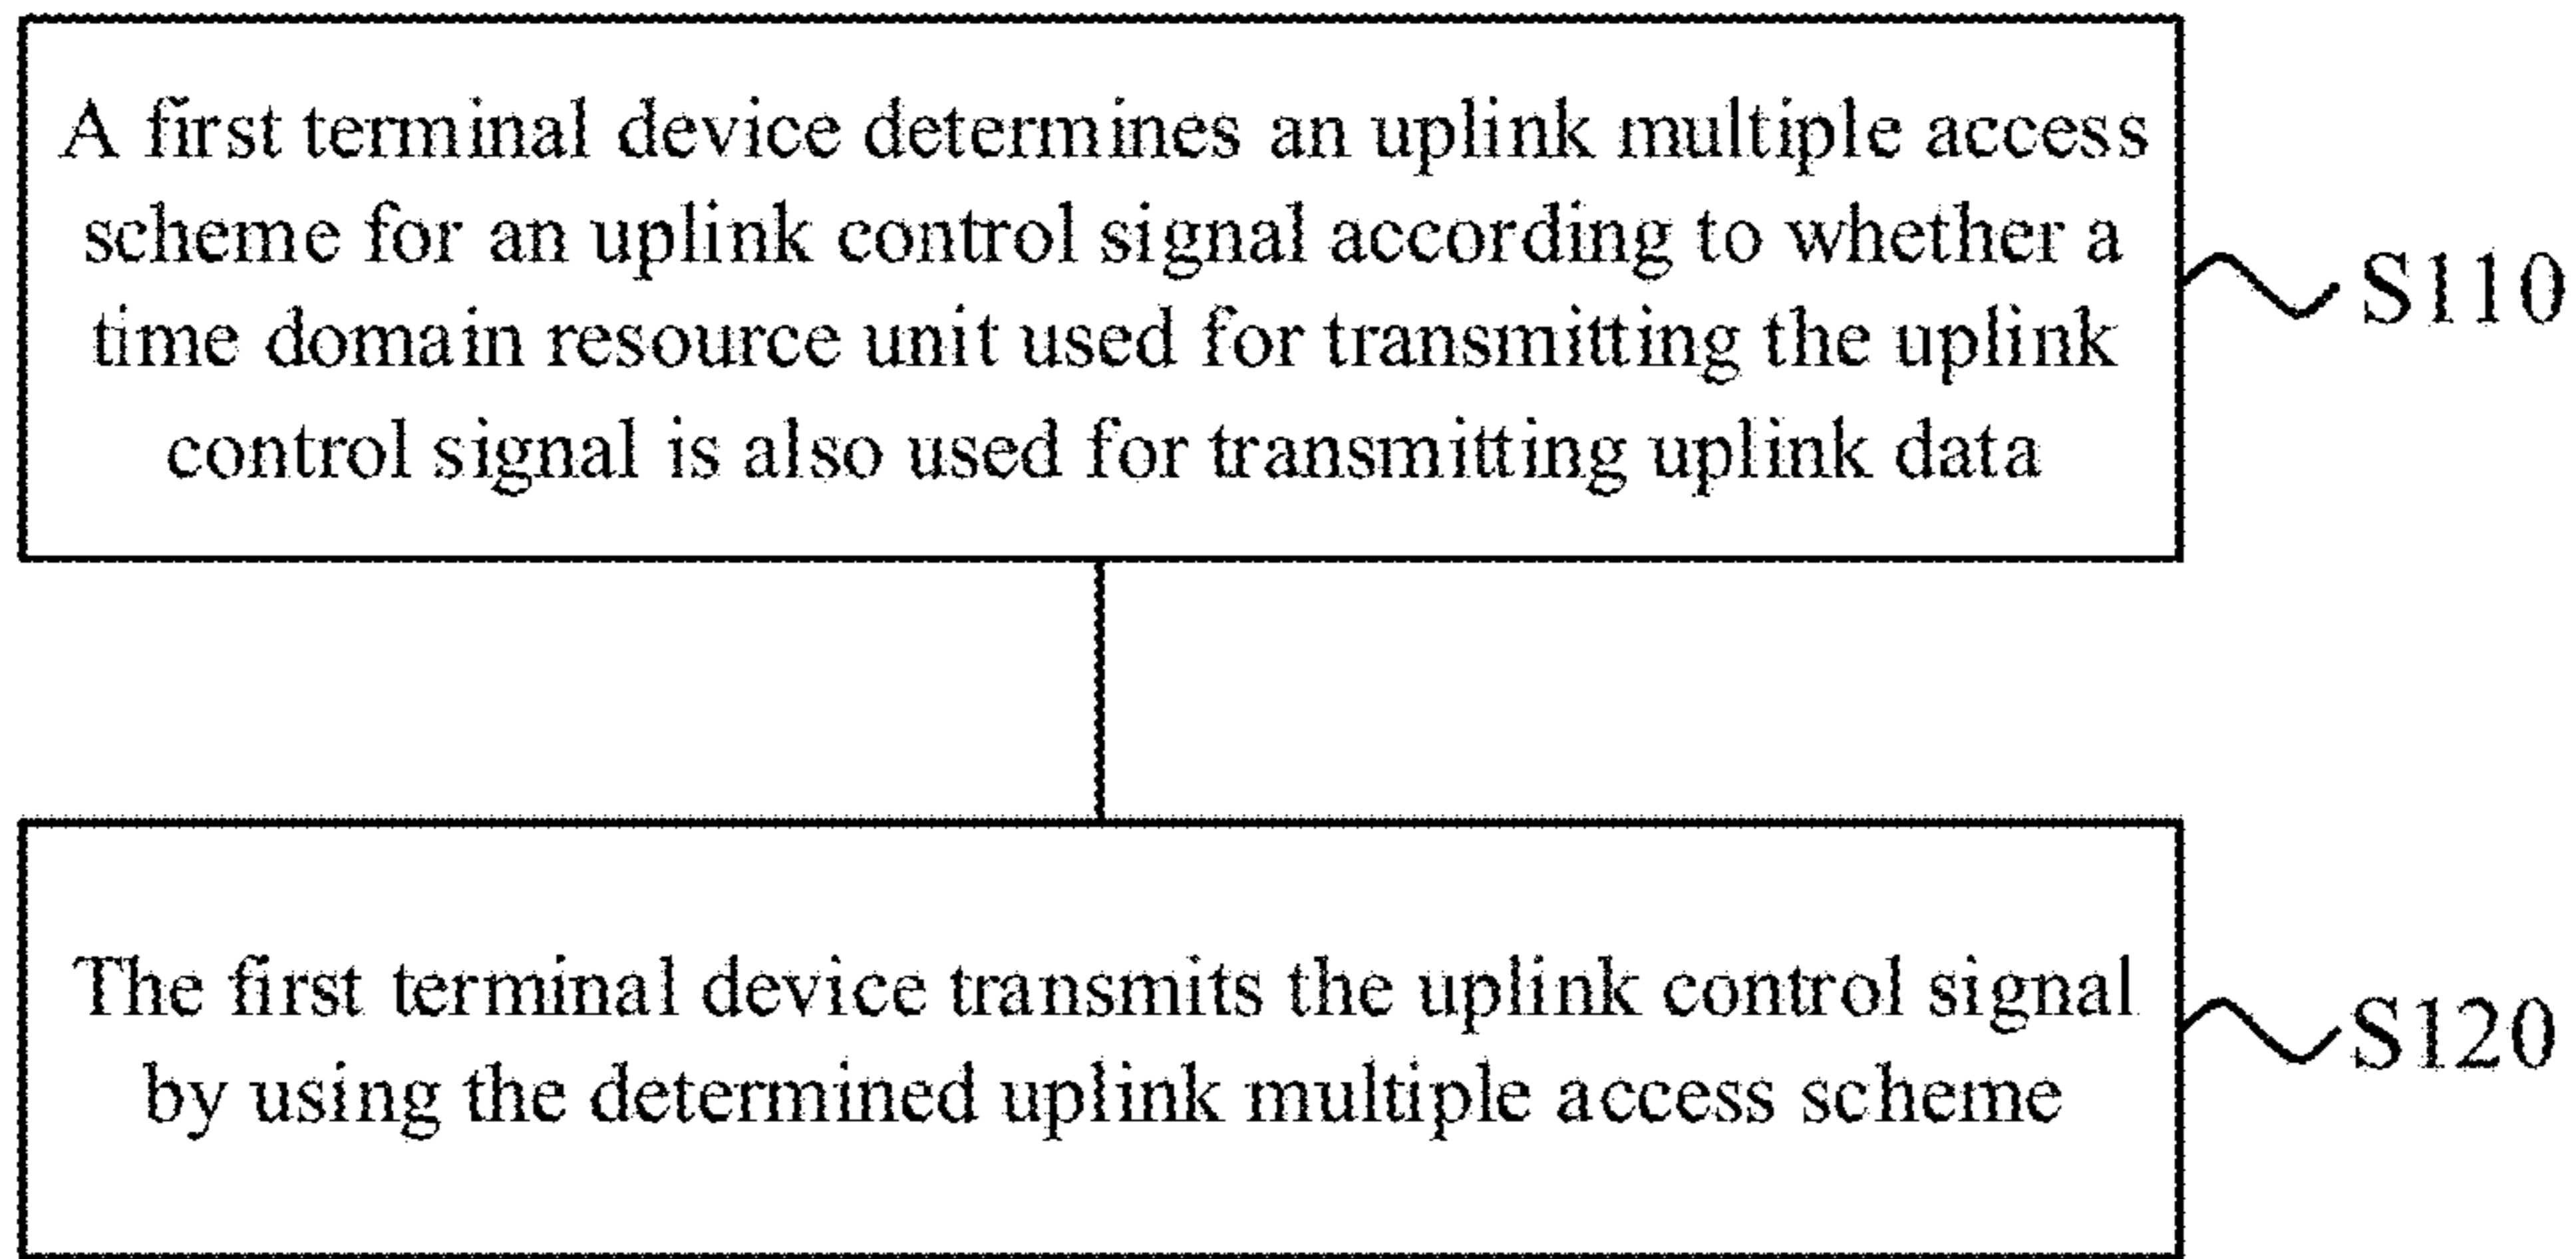 A first terminal device determines an uplink multiple access
scheme for an uplink control signal according to whether a
time domain resource unit used for transmitting the uplink
control signal is also used for transmitting uplink data
S110
The first terminal device transmits the uplink control signal
by using the determined uplink multiple access scheme
S120